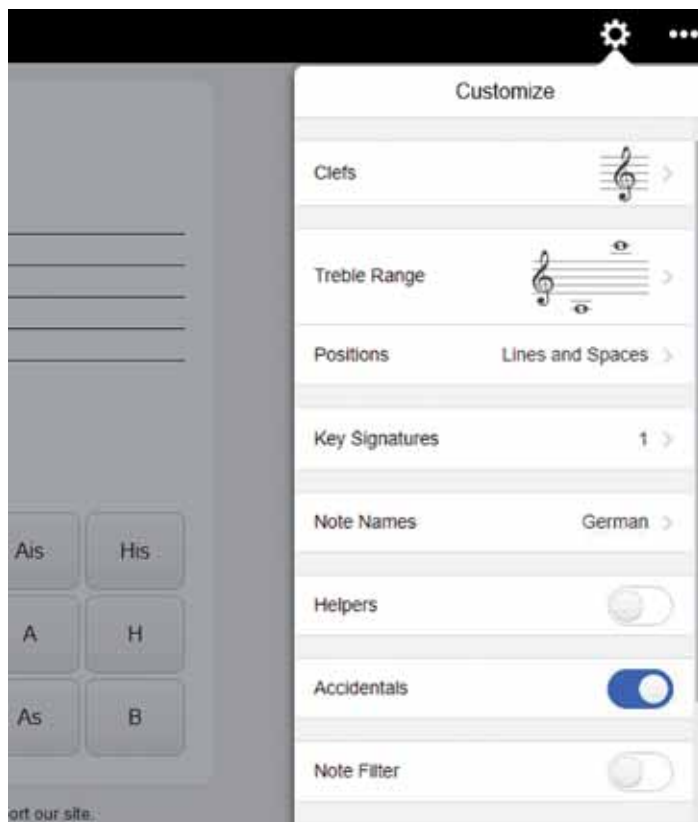 Customize
Clefs
Treble Range
Positions Lines and Spaces
Key Signatures 1
Note Names German
Ais His
Helpers
A H
Accidentals
As B
Note Filter
ort our site.